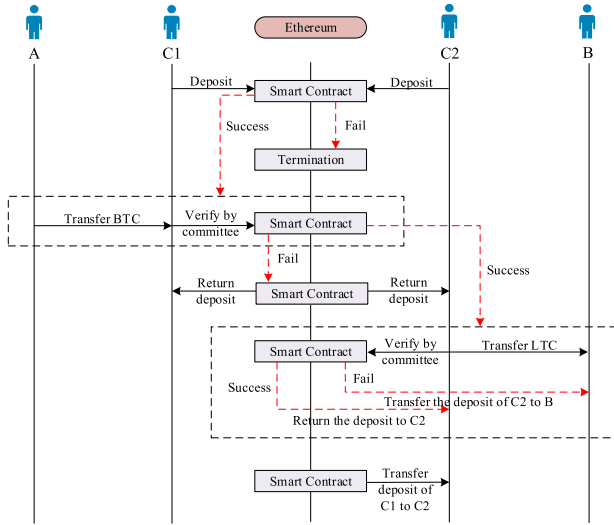 Ethereum
A
C1
C2
B
Deposit
Deposit
Smart Contract
Success
Fail
Termination
Transfer BTC
Verify by
committee
Smart Contract
Fail
Success
Return
deposit
Smart Contract
Return
deposit
Smart Contract
Verify by
committee
Transfer LTC
Success
Fail
Transfer the deposit of C2 to B
Return the deposit to C2
Smart Contract
Transfer
deposit of
C1 to C2